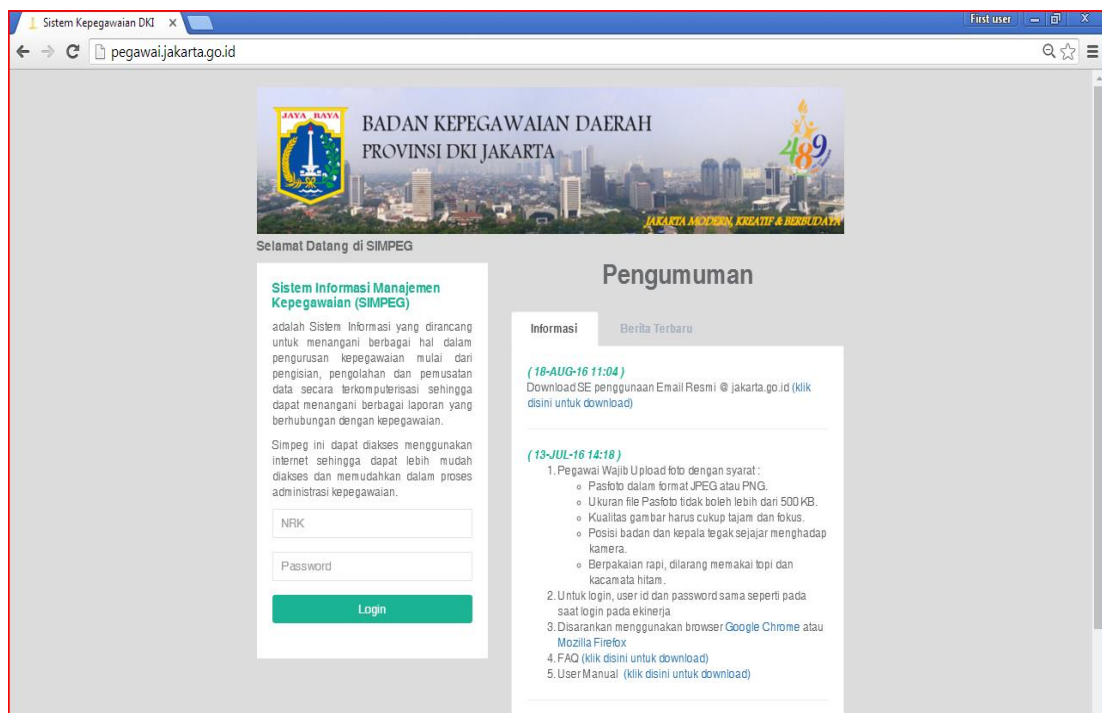 Sistem Kepegawaian DKI
First user
pegawai.jakarta.go.id
JAYA RAYA
BADAN KEPEGAWAIAN DAERAH
PROVINSI DKI JAKARTA
489
JAKARTA MODERN, KREATIF & BERBUDAYA
Selamat Datang di SIMPEG
Sistem Informasi Manajemen
Kepegawaian (SIMPEG)
adalah Sistem Informasi yang dirancang
untuk menangani berbagai hal dalam
pengurusan kepegawaian mulai dari
pengisian, pengolahan dan pemusatan
data secara terkomputerisasi sehingga
dapat menangani berbagai laporan yang
berhubungan dengan kepegawaian.
Simpeg ini dapat diakses menggunakan
internet sehingga dapat lebih mudah
diakses dan memudahkan dalam proses
administrasi kepegawaian.
NRK
Password
Login
Pengumuman
Informasi
Berita Terbaru
( 18-AUG-16 11:04 )
Download SE penggunaan Email Resmi @ jakarta.go.id (klik
disini untuk download)
( 13-JUL-16 14:18 )
1. Pegawai Wajib Upload foto dengan syarat :
Pasfoto dalam format JPEG atau PNG.
Ukuran file Pasfoto tidak boleh lebih dari 500 KB.
Kualitas gambar harus cukup tajam dan fokus.
Posisi badan dan kepala tegak sejajar menghadap
kamera.
Berpakaian rapi, dilarang memakai topi dan
kacamata hitam.
2. Untuk login, user id dan password sama seperti pada
saat login pada ekinerja
3. Disarankan menggunakan browser Google Chrome atau
Mozilla Firefox
4. FAQ (klik disini untuk download)
5. User Manual (klik disini untuk download)